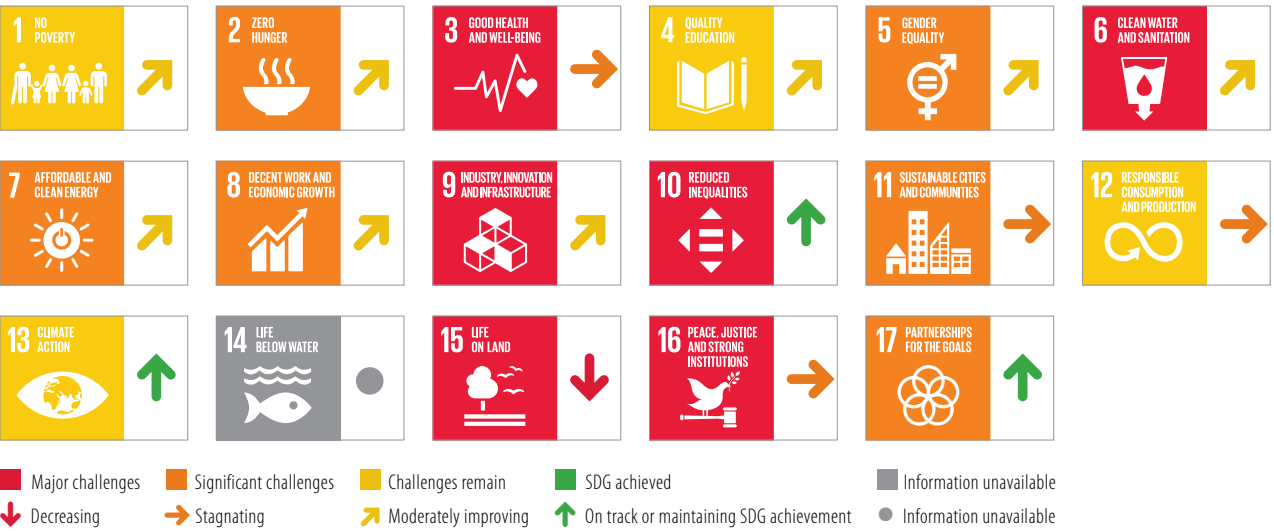 1 NO
POVERTY
2 ZERO
HUNGER
3 GOOD HEALTH
AND WELL-BEING
4 QUALITY
EDUCATION
5 GENDER
EQUALITY
6 CLEAN WATER
AND SANITATION
7 AFFORDABLE AND
CLEAN ENERGY
8 DECENT WORK AND
ECONOMIC GROWTH
9 INDUSTRY, INNOVATION
AND INFRASTRUCTURE
10 REDUCED
INEQUALITIES
11 SUSTAINABLE CITIES
AND COMMUNITIES
12 RESPONSIBLE
CONSUMPTION
AND PRODUCTION
13 CLIMATE
ACTION
14 LIFE
BELOW WATER
15 LIFE
ON LAND
16 PEACE, JUSTICE
AND STRONG
INSTITUTIONS
17 PARTNERSHIPS
FOR THE GOALS
Major challenges
Significant challenges
Challenges remain
SDG achieved
Information unavailable
Decreasing
Stagnating
Moderately improving
On track or maintaining SDG achievement
Information unavailable